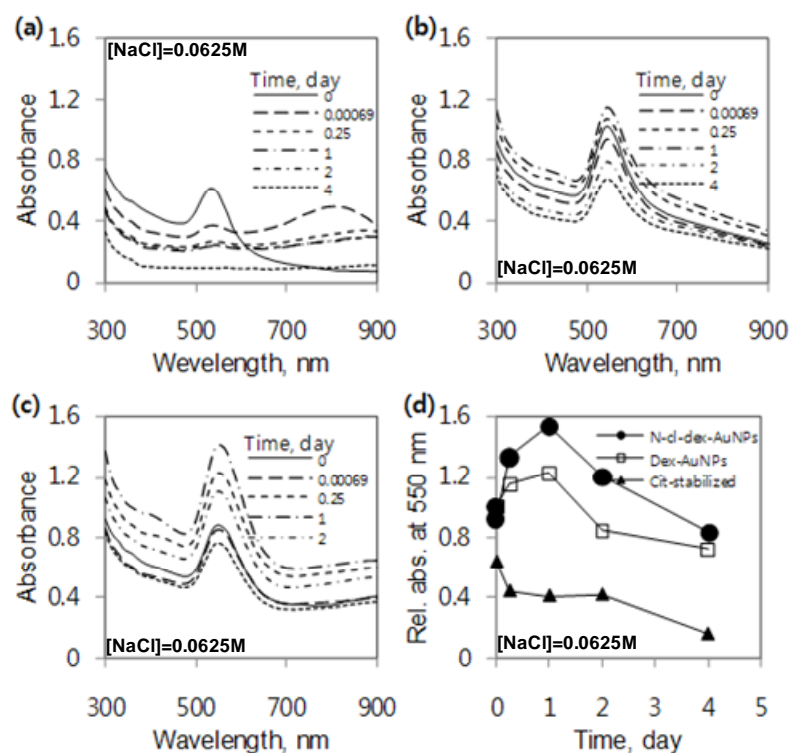 (a)
1.6
1.2
0.8
0.4
0
Absorbance
[NaCl]=0.0625M
Time, day
0
0.00069
0.25
1
2
4
300 500 700 900
Wevelength, nm
(b)
1.6
1.2
0.8
0.4
0
Absorbance
Time, day
0
0.00069
0.25
1
2
4
[NaCl]=0.0625M
300 500 700 900
Wavelength, nm
(c)
1.6
1.2
0.8
0.4
0
Absorbance
Time, day
0
0.00069
0.25
1
2
[NaCl]=0.0625M
300 500 700 900
Wavelength, nm
(d)
1.6
1.2
0.8
0.4
0
Rel. abs. at 550 nm
N-cl-dex-AuNPs
Dex-AuNPs
Cit-stabilized
[NaCl]=0.0625M
0 1 2 3 4 5
Time, day